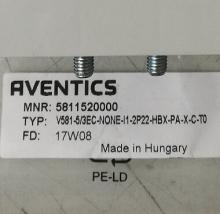 AVENTICS
MNR: 5811520000
TYP: V581-5/3EC-NONE-I1-2P22-HBX-PA-X-C-T0
FD: 17W08
Made in Hungary
PE-LD